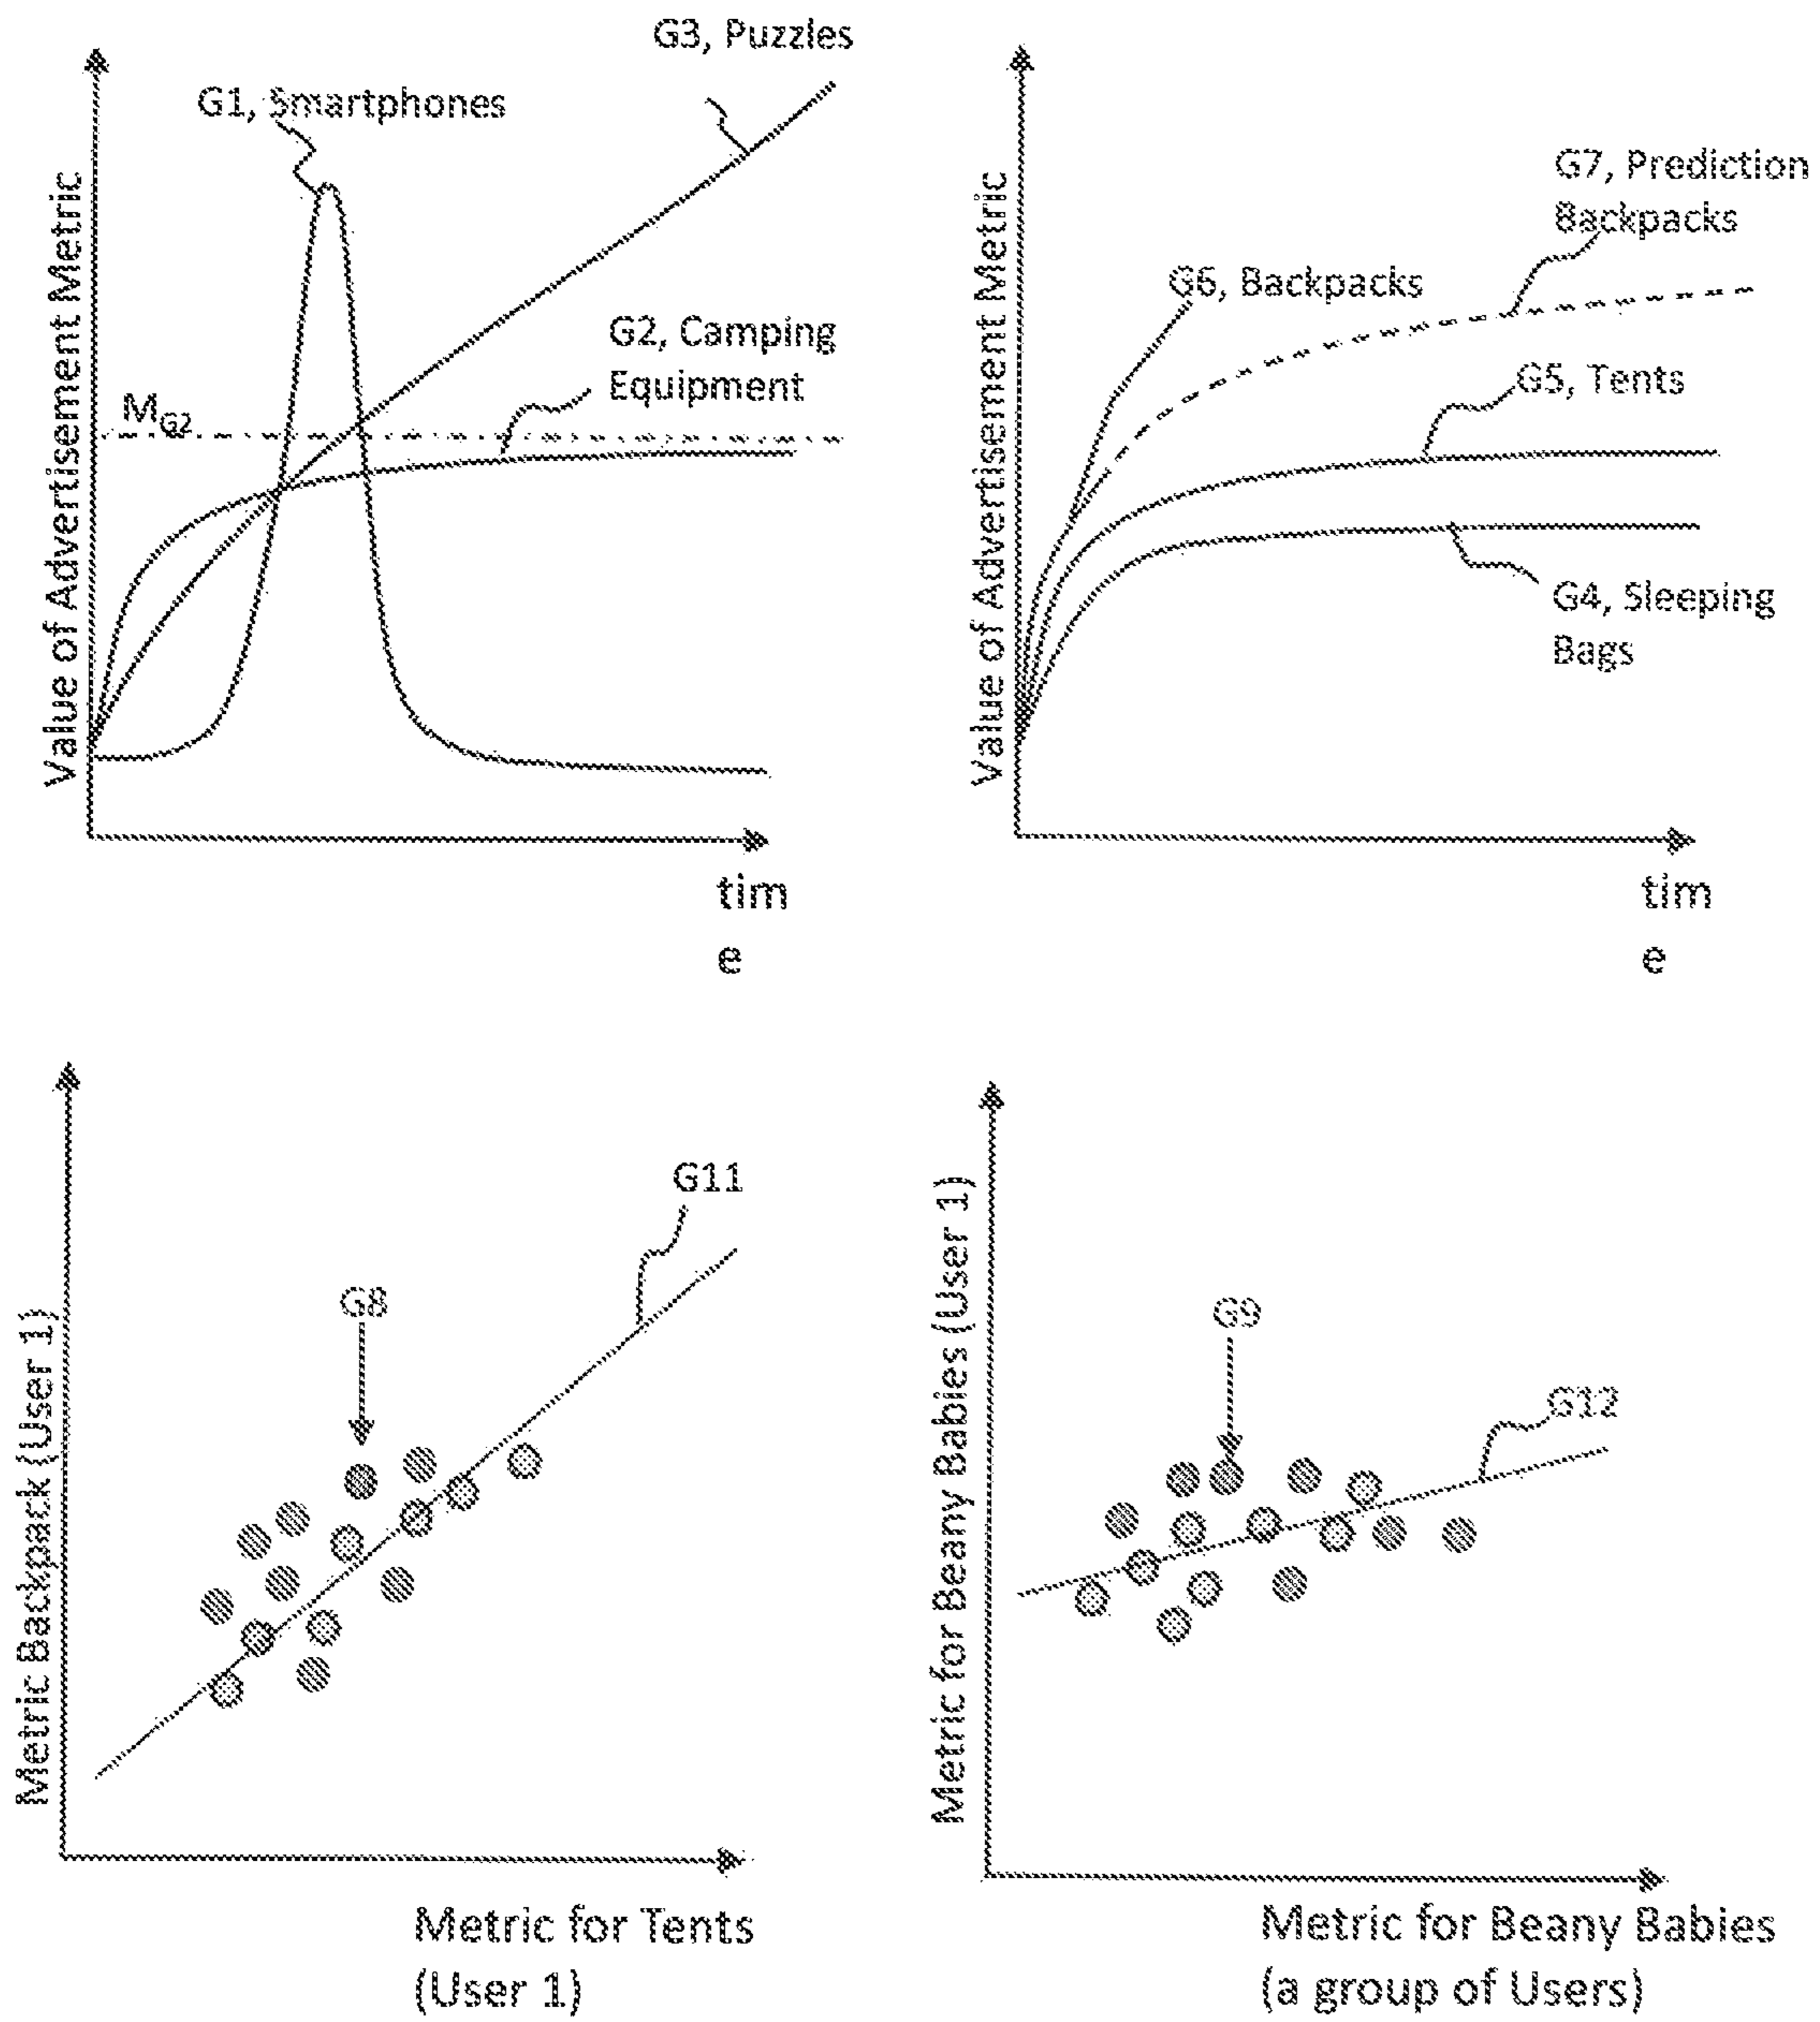 G3, Puzzles
G1, Smartphones
G2, Camping
Equipment
M_G2
Value of Advertisement Metric
tim
e
G7, Prediction
Backpacks
G6, Backpacks
G5, Tents
G4, Sleeping
Bags
Value of Advertisement Metric
tim
e
G11
G8
Metric Backpack (User 1)
Metric for Tents
(User 1)
G9
G12
Metric for Beany Babies (User 1)
Metric for Beany Babies
(a group of Users)